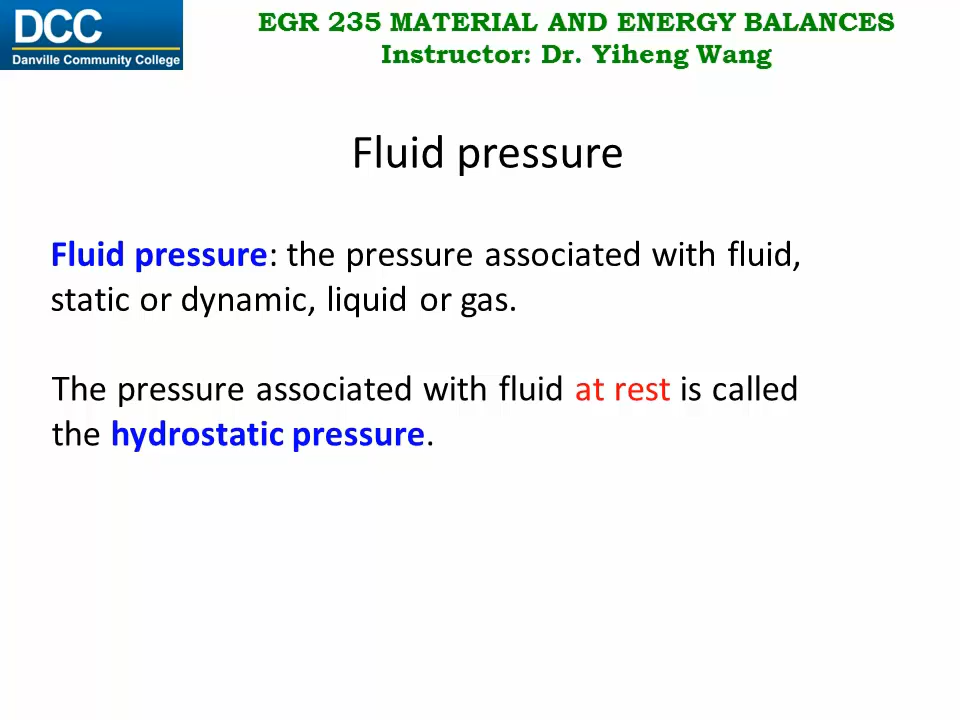 DCC
Danville Community College
EGR 235 MATERIAL AND ENERGY BALANCES
Instructor: Dr. Yiheng Wang
Fluid pressure
Fluid pressure: the pressure associated with fluid,
static or dynamic, liquid or gas.
The pressure associated with fluid at rest is called
the hydrostatic pressure.